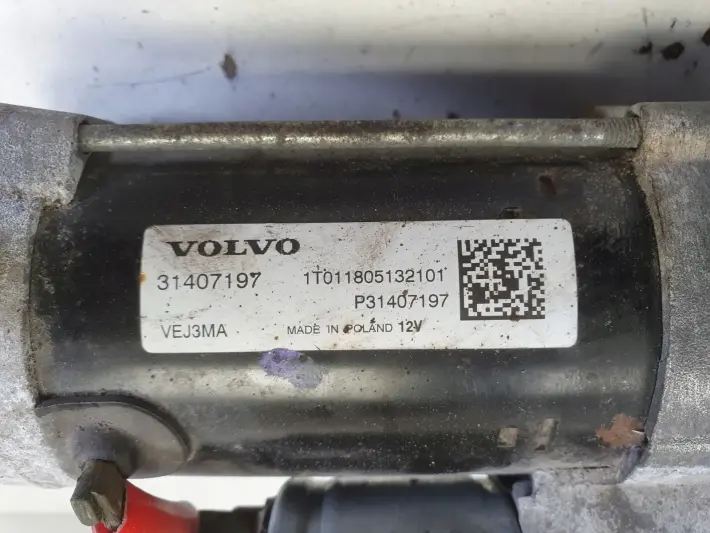 VOLVO
31407197 1T011805132101
P31407197
VEJ3MA MADE IN POLAND 12V